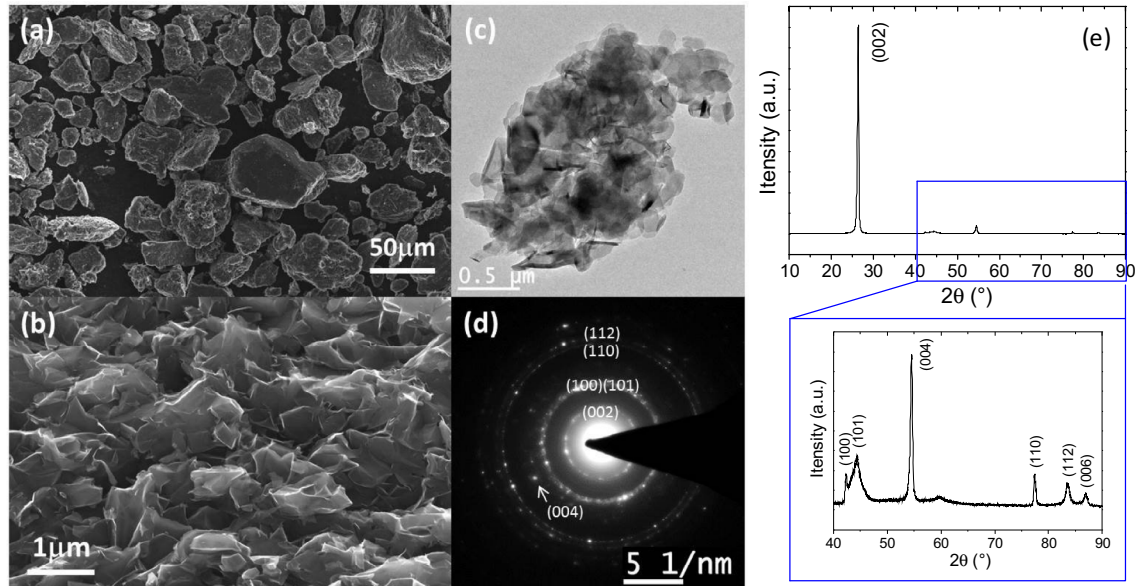 (a)
50μm
(b)
1μm
(c)
0.5 μm
(d)
(112)
(110)
(100)(101)
(002)
(004)
5 1/nm
(e)
Itensity (a.u.)
(002)
10 20 30 40 50 60 70 80 90
2θ (°)
Itensity (a.u.)
(100)
(101)
(004)
(110)
(112)
(006)
40 50 60 70 80 90
2θ (°)